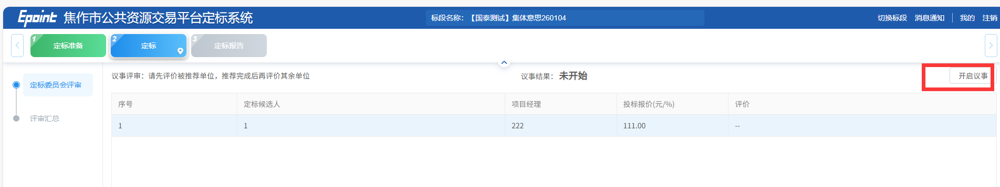 Epoint 焦作市公共资源交易平台定标系统 标段名称：【国泰测试】集体意思260104 切换标段 消息通知 我的 注销
1 定标准备 2 定标 3 定标报告
议事评审：请先评价被推荐单位，推荐完成后再评价其余单位 议事结果： 未开始 开启议事
定标委员会评审
评审汇总
序号 定标候选人 项目经理 投标报价(元/%) 评价
1 1 222 111.00 --